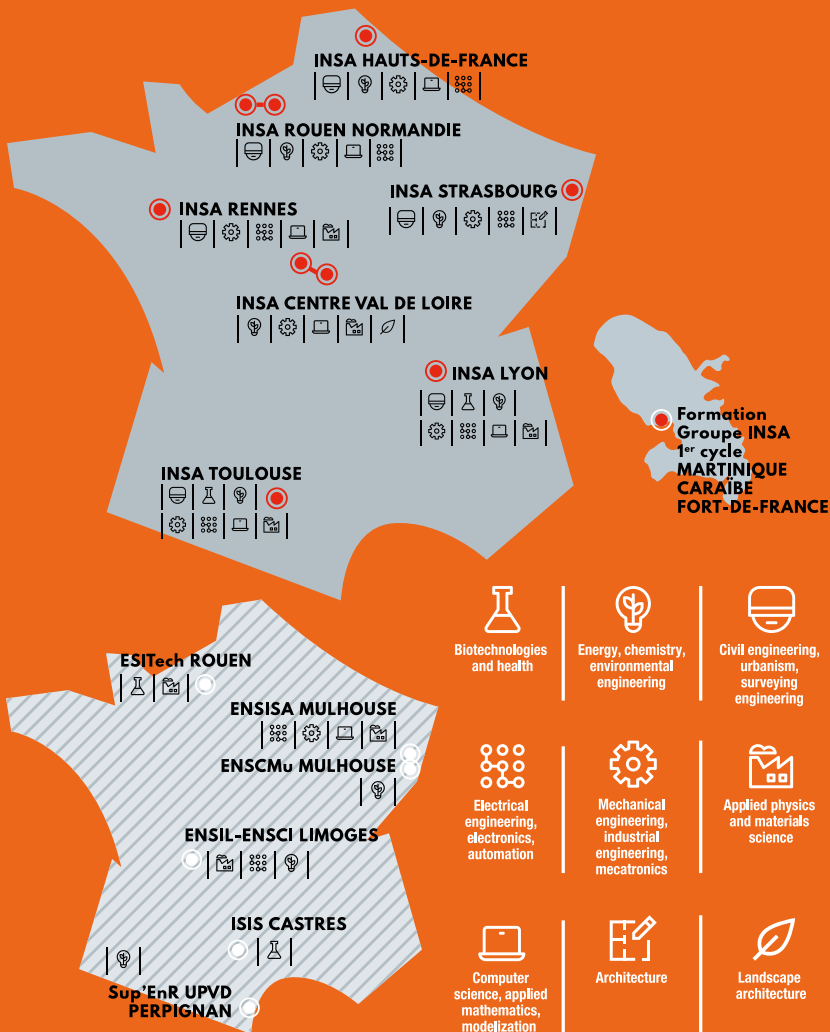 INSA HAUTS-DE-FRANCE
INSA ROUEN NORMANDIE
INSA STRASBOURG
INSA RENNES
INSA CENTRE VAL DE LOIRE
INSA LYON
INSA TOULOUSE
Formation
Groupe INSA
1er cycle
MARTINIQUE
CARAÏBE
FORT-DE-FRANCE
ESITech ROUEN
ENSISA MULHOUSE
ENSCMu MULHOUSE
ENSIL-ENSCI LIMOGES
ISIS CASTRES
Sup'EnR UPVD
PERPIGNAN
Biotechnologies
and health
Energy, chemistry,
environmental
engineering
Civil engineering,
urbanism,
surveying
engineering
Electrical
engineering,
electronics,
automation
Mechanical
engineering,
industrial
engineering,
mecatronics
Applied physics
and materials
science
Computer
science, applied
mathematics,
modelization
Architecture
Landscape
architecture